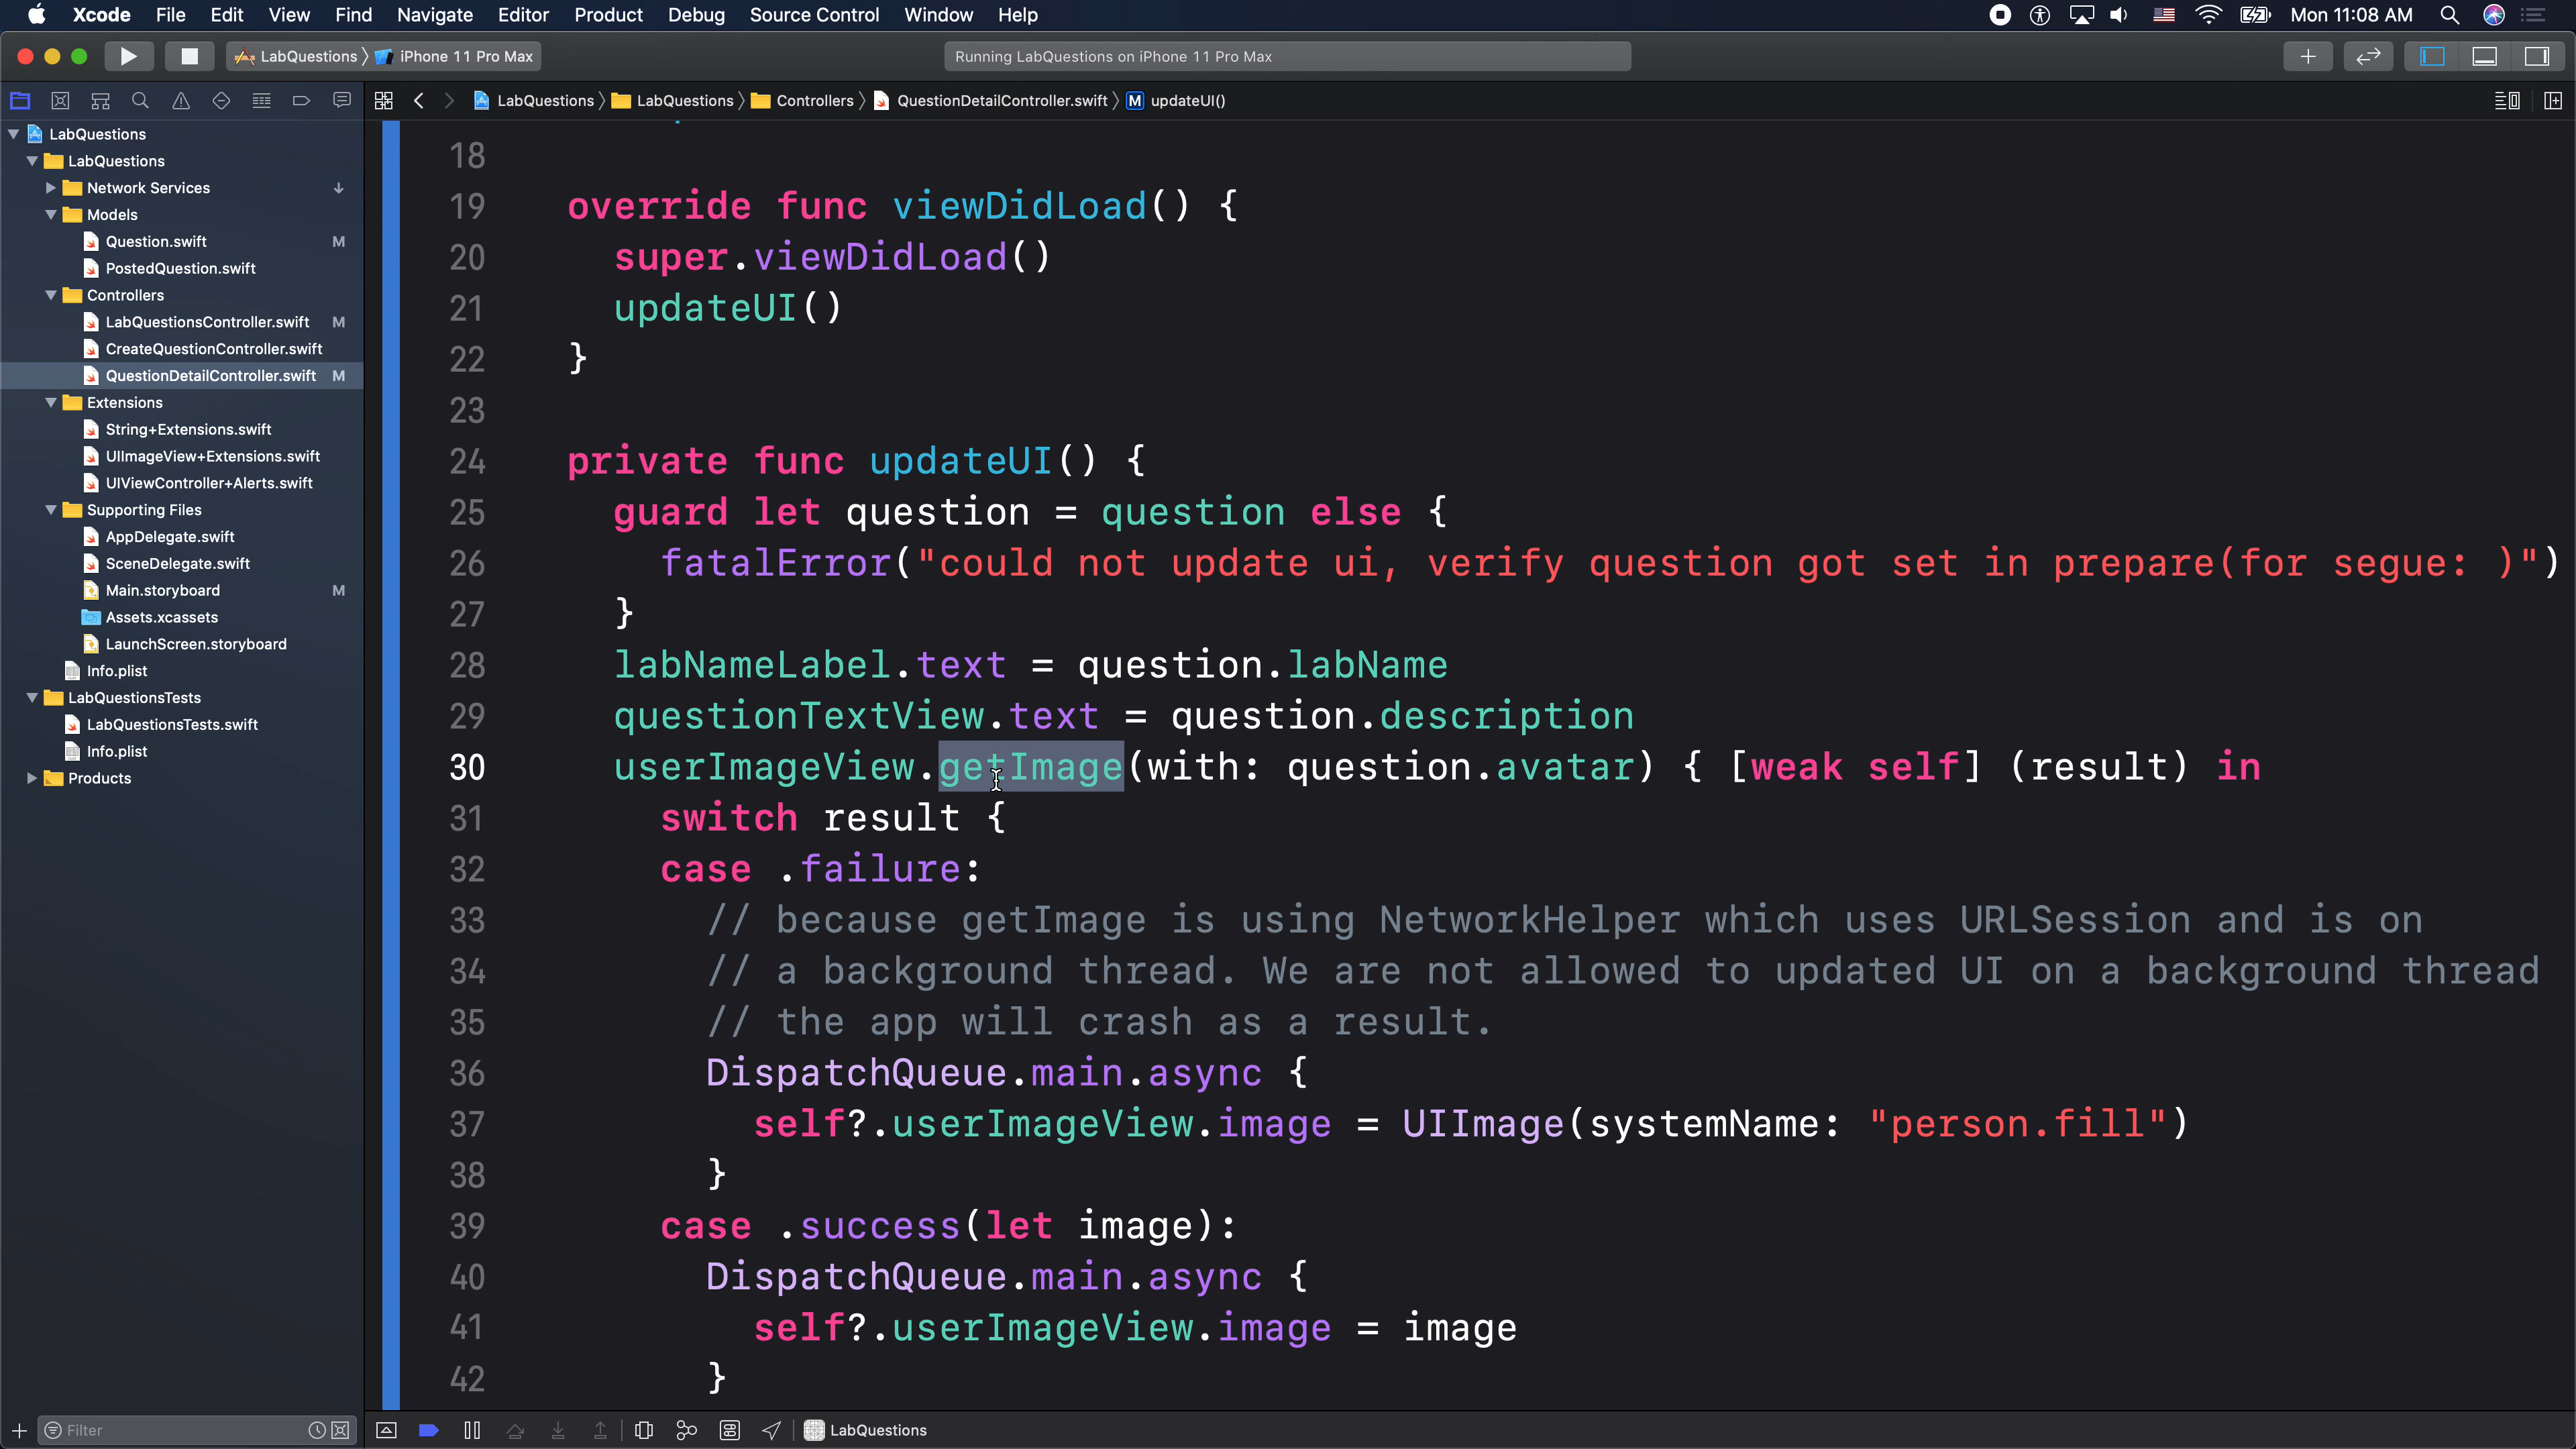 Xcode File Edit View Find Navigate Editor Product Debug Source Control Window Help Mon 11:08 AM
LabQuestions iPhone 11 Pro Max Running LabQuestions on iPhone 11 Pro Max
LabQuestions LabQuestions Controllers QuestionDetailController.swift M updateUI()
LabQuestions
LabQuestions
Network Services
Models
Question.swift M
PostedQuestion.swift
Controllers
LabQuestionsController.swift M
CreateQuestionController.swift
QuestionDetailController.swift M
Extensions
String+Extensions.swift
UIImageView+Extensions.swift
UIViewController+Alerts.swift
Supporting Files
AppDelegate.swift
SceneDelegate.swift
Main.storyboard M
Assets.xcassets
LaunchScreen.storyboard
Info.plist
LabQuestionsTests
LabQuestionsTests.swift
Info.plist
Products
18
19 override func viewDidLoad() {
20 super.viewDidLoad()
21 updateUI()
22 }
23
24 private func updateUI() {
25 guard let question = question else {
26 fatalError("could not update ui, verify question got set in prepare(for segue: )")
27 }
28 labNameLabel.text = question.labName
29 questionTextView.text = question.description
30 userImageView.getImage(with: question.avatar) { [weak self] (result) in
31 switch result {
32 case .failure:
33 // because getImage is using NetworkHelper which uses URLSession and is on
34 // a background thread. We are not allowed to updated UI on a background thread
35 // the app will crash as a result.
36 DispatchQueue.main.async {
37 self?.userImageView.image = UIImage(systemName: "person.fill")
38 }
39 case .success(let image):
40 DispatchQueue.main.async {
41 self?.userImageView.image = image
42 }
Filter
LabQuestions